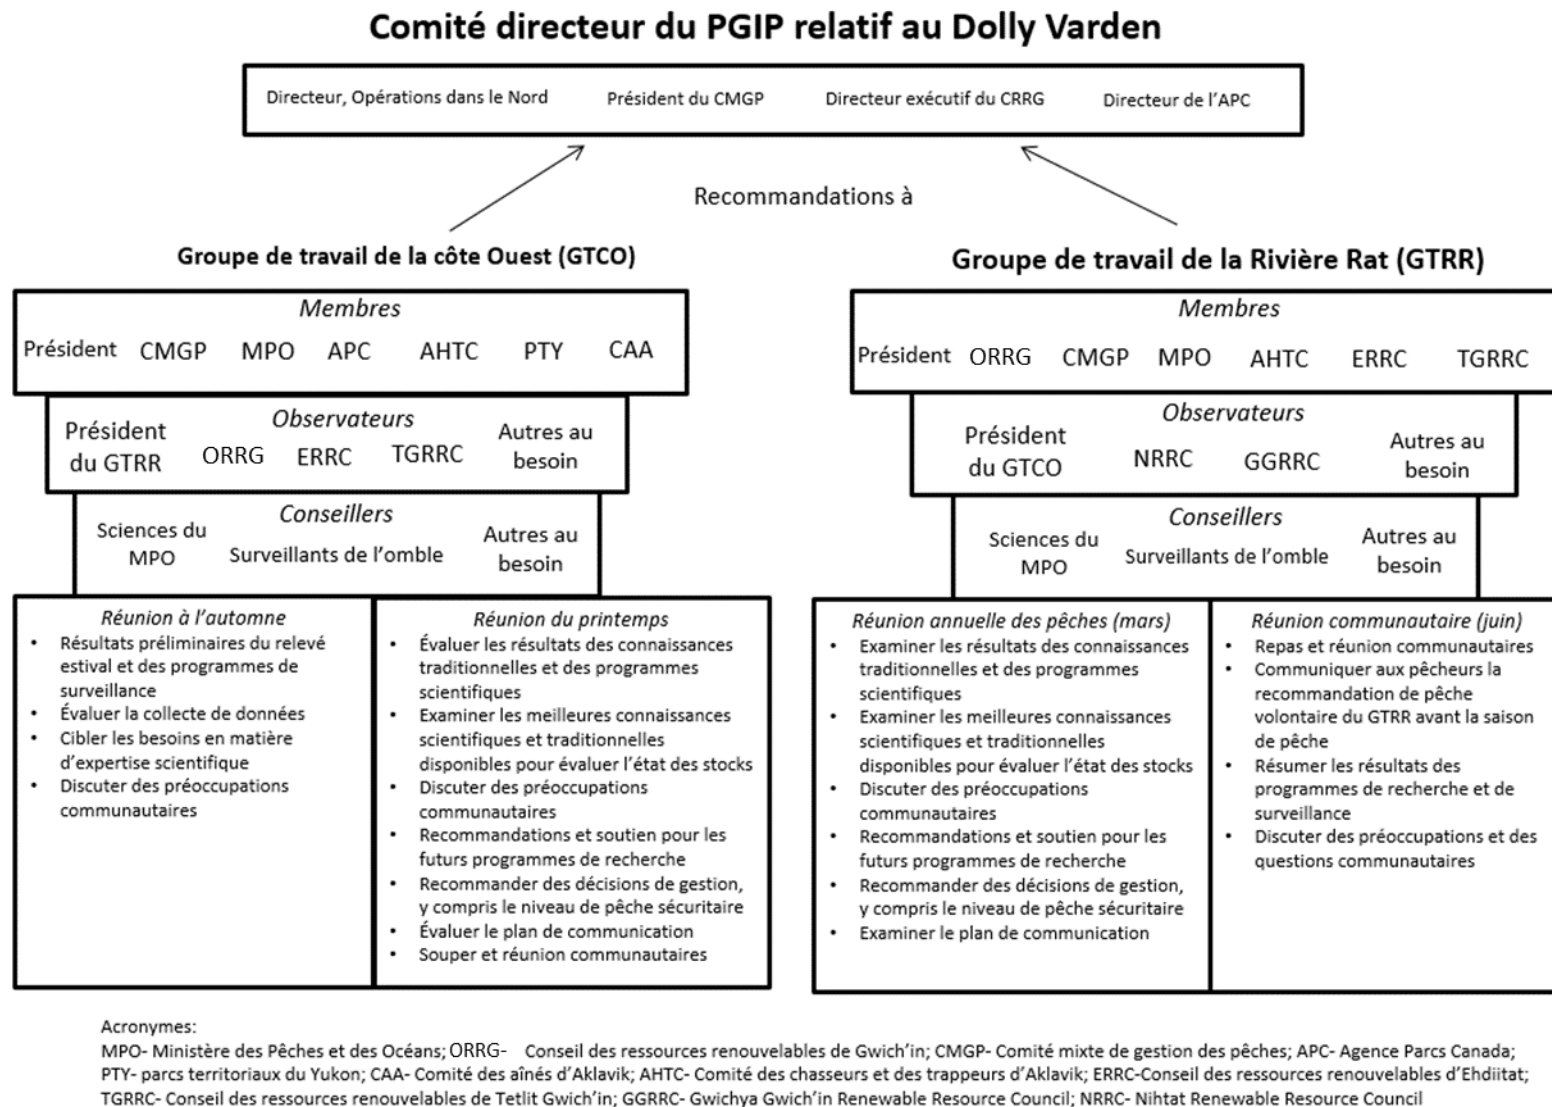 Comité directeur du PGIP relatif au Dolly Varden
Directeur, Opérations dans le Nord Président du CMGP Directeur exécutif du CRRG Directeur de l'APC
Recommandations à
Groupe de travail de la côte Ouest (GTCO)
Membres
Président CMGP MPO APC AHTC PTY CAA
Observateurs
Président du GTRR ORRG ERRC TGRRC Autres au besoin
Conseillers
Sciences du MPO Surveillants de l'omble Autres au besoin
Réunion à l'automne
• Résultats préliminaires du relevé
estival et des programmes de
surveillance
• Évaluer la collecte de données
• Cibler les besoins en matière
d'expertise scientifique
• Discuter des préoccupations
communautaires
Réunion du printemps
• Évaluer les résultats des connaissances
traditionnelles et des programmes
scientifiques
• Examiner les meilleures connaissances
scientifiques et traditionnelles
disponibles pour évaluer l'état des stocks
• Discuter des préoccupations
communautaires
• Recommandations et soutien pour les
futurs programmes de recherche
• Recommander des décisions de gestion,
y compris le niveau de pêche sécuritaire
• Évaluer le plan de communication
• Souper et réunion communautaires
Groupe de travail de la Rivière Rat (GTRR)
Membres
Président ORRG CMGP MPO AHTC ERRC TGRRC
Observateurs
Président du GTCO NRRC GGRRC Autres au besoin
Conseillers
Sciences du MPO Surveillants de l'omble Autres au besoin
Réunion annuelle des pêches (mars)
• Examiner les résultats des connaissances
traditionnelles et des programmes
scientifiques
• Examiner les meilleures connaissances
scientifiques et traditionnelles
disponibles pour évaluer l'état des stocks
• Discuter des préoccupations
communautaires
• Recommandations et soutien pour les
futurs programmes de recherche
• Recommander des décisions de gestion,
y compris le niveau de pêche sécuritaire
• Examiner le plan de communication
Réunion communautaire (juin)
• Repas et réunion communautaires
• Communiquer aux pêcheurs la
recommandation de pêche
volontaire du GTRR avant la saison
de pêche
• Résumer les résultats des
programmes de recherche et de
surveillance
• Discuter des préoccupations et des
questions communautaires
Acronymes:
MPO- Ministère des Pêches et des Océans; ORRG- Conseil des ressources renouvelables de Gwich'in; CMGP- Comité mixte de gestion des pêches; APC- Agence Parcs Canada;
PTY- parcs territoriaux du Yukon; CAA- Comité des aînés d'Aklavik; AHTC- Comité des chasseurs et des trappeurs d'Aklavik; ERRC-Conseil des ressources renouvelables d'Ehdiitat;
TGRRC- Conseil des ressources renouvelables de Tetlit Gwich'in; GGRRC- Gwichya Gwich'in Renewable Resource Council; NRRC- Nihtat Renewable Resource Council